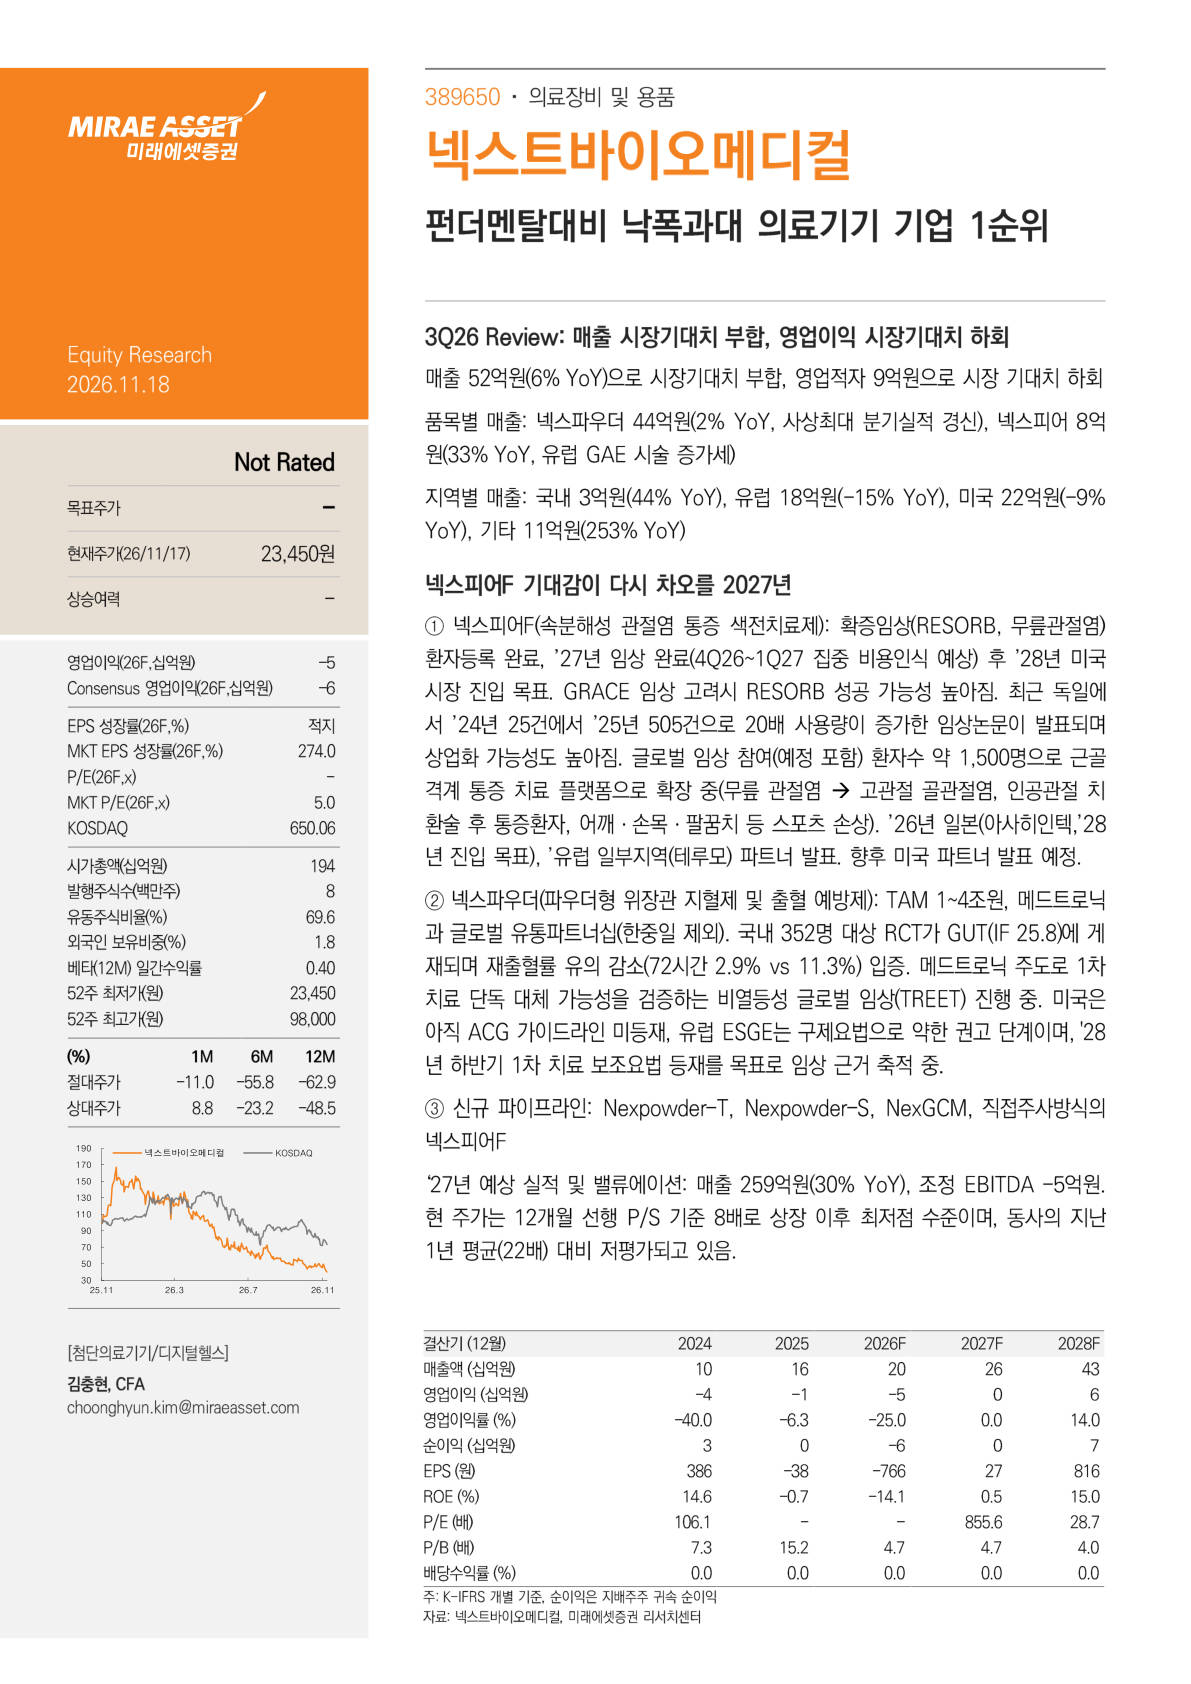 MIRAE ASSET
미래에셋증권
Equity Research
2026.11.18
389650 · 의료장비 및 용품
넥스트바이오메디컬
펀더멘탈대비 낙폭과대 의료기기 기업 1순위
Not Rated
목표주가 –
현재주가(26/11/17) 23,450원
상승여력 –
영업이익(26F,십억원) -5
Consensus 영업이익(26F,십억원) -6
EPS 성장률(26F,%) 적지
MKT EPS 성장률(26F,%) 274.0
P/E(26F,x) -
MKT P/E(26F,x) 5.0
KOSDAQ 650.06
시가총액(십억원) 194
발행주식수(백만주) 8
유동주식비율(%) 69.6
외국인 보유비중(%) 1.8
베타(12M) 일간수익률 0.40
52주 최저가(원) 23,450
52주 최고가(원) 98,000
(%) 1M 6M 12M
절대주가 -11.0 -55.8 -62.9
상대주가 8.8 -23.2 -48.5
넥스트바이오메디컬 KOSDAQ
190
170
150
130
110
90
70
50
30
25.11 26.3 26.7 26.11
[첨단의료기기/디지털헬스]
김충현, CFA
choonghyun.kim@miraeasset.com
3Q26 Review: 매출 시장기대치 부합, 영업이익 시장기대치 하회
매출 52억원(6% YoY)으로 시장기대치 부합, 영업적자 9억원으로 시장 기대치 하회
품목별 매출: 넥스파우더 44억원(2% YoY, 사상최대 분기실적 경신), 넥스피어 8억
원(33% YoY, 유럽 GAE 시술 증가세)
지역별 매출: 국내 3억원(44% YoY), 유럽 18억원(-15% YoY), 미국 22억원(-9%
YoY), 기타 11억원(253% YoY)
넥스피어F 기대감이 다시 차오를 2027년
① 넥스피어F(속분해성 관절염 통증 색전치료제): 확증임상(RESORB, 무릎관절염)
환자등록 완료, ’27년 임상 완료(4Q26~1Q27 집중 비용인식 예상) 후 ’28년 미국
시장 진입 목표. GRACE 임상 고려시 RESORB 성공 가능성 높아짐. 최근 독일에
서 ’24년 25건에서 ’25년 505건으로 20배 사용량이 증가한 임상논문이 발표되며
상업화 가능성도 높아짐. 글로벌 임상 참여(예정 포함) 환자수 약 1,500명으로 근골
격계 통증 치료 플랫폼으로 확장 중(무릎 관절염 → 고관절 골관절염, 인공관절 치
환술 후 통증환자, 어깨·손목·팔꿈치 등 스포츠 손상). ’26년 일본(아사히인텍,’28
년 진입 목표), ’유럽 일부지역(테루모) 파트너 발표. 향후 미국 파트너 발표 예정.
② 넥스파우더(파우더형 위장관 지혈제 및 출혈 예방제): TAM 1~4조원, 메드트로닉
과 글로벌 유통파트너십(한중일 제외). 국내 352명 대상 RCT가 GUT(IF 25.8)에 게
재되며 재출혈률 유의 감소(72시간 2.9% vs 11.3%) 입증. 메드트로닉 주도로 1차
치료 단독 대체 가능성을 검증하는 비열등성 글로벌 임상(TREET) 진행 중. 미국은
아직 ACG 가이드라인 미등재, 유럽 ESGE는 구제요법으로 약한 권고 단계이며, '28
년 하반기 1차 치료 보조요법 등재를 목표로 임상 근거 축적 중.
③ 신규 파이프라인: Nexpowder-T, Nexpowder-S, NexGCM, 직접주사방식의
넥스피어F
‘27년 예상 실적 및 밸류에이션: 매출 259억원(30% YoY), 조정 EBITDA -5억원.
현 주가는 12개월 선행 P/S 기준 8배로 상장 이후 최저점 수준이며, 동사의 지난
1년 평균(22배) 대비 저평가되고 있음.
결산기 (12월) 2024 2025 2026F 2027F 2028F
매출액 (십억원) 10 16 20 26 43
영업이익 (십억원) -4 -1 -5 0 6
영업이익률 (%) -40.0 -6.3 -25.0 0.0 14.0
순이익 (십억원) 3 0 -6 0 7
EPS (원) 386 -38 -766 27 816
ROE (%) 14.6 -0.7 -14.1 0.5 15.0
P/E (배) 106.1 - - 855.6 28.7
P/B (배) 7.3 15.2 4.7 4.7 4.0
배당수익률 (%) 0.0 0.0 0.0 0.0 0.0
주: K-IFRS 개별 기준, 순이익은 지배주주 귀속 순이익
자료: 넥스트바이오메디컬, 미래에셋증권 리서치센터